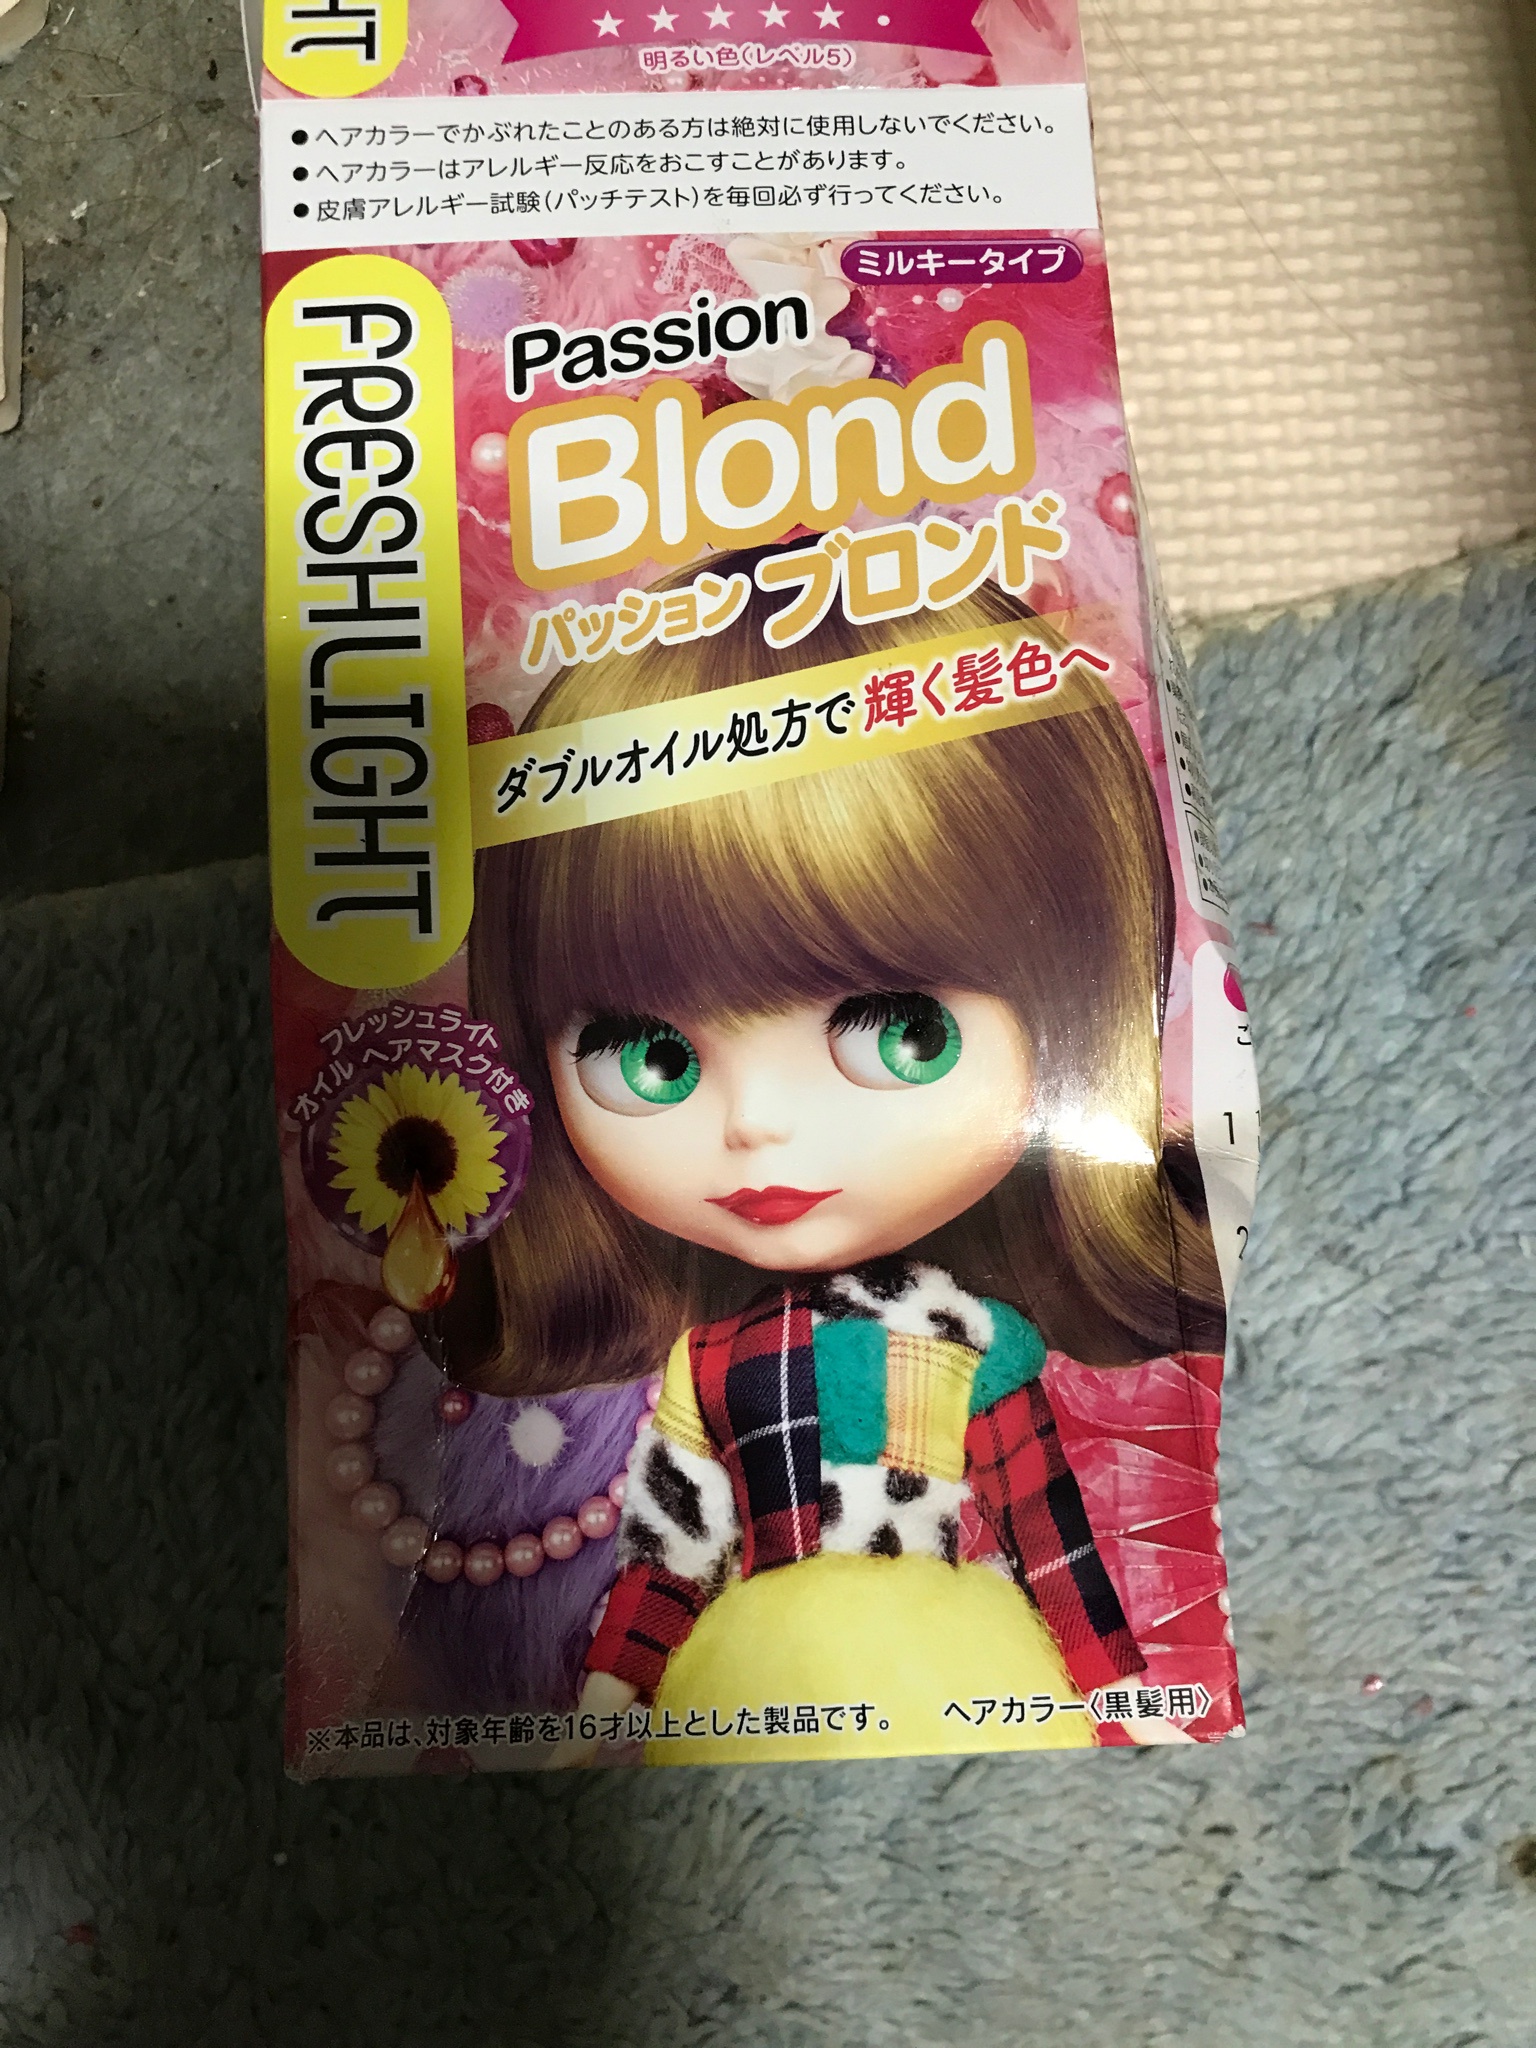 HT
★★★★★・
明るい色(レベル5)
●ヘアカラーでかぶれたことのある方は絶対に使用しないでください。
●ヘアカラーはアレルギー反応をおこすことがあります。
●皮膚アレルギー試験(パッチテスト)を毎回必ず行ってください。
ミルキータイプ
FRESHLIGHT
Passion
Blond
パッションブロンド
ダブルオイル処方で輝く髪色へ
フレッシュライト
オイル ヘアマスク付き
1
2
※本品は、対象年齢を16才以上とした製品です。 ヘアカラー〈黒髪用〉